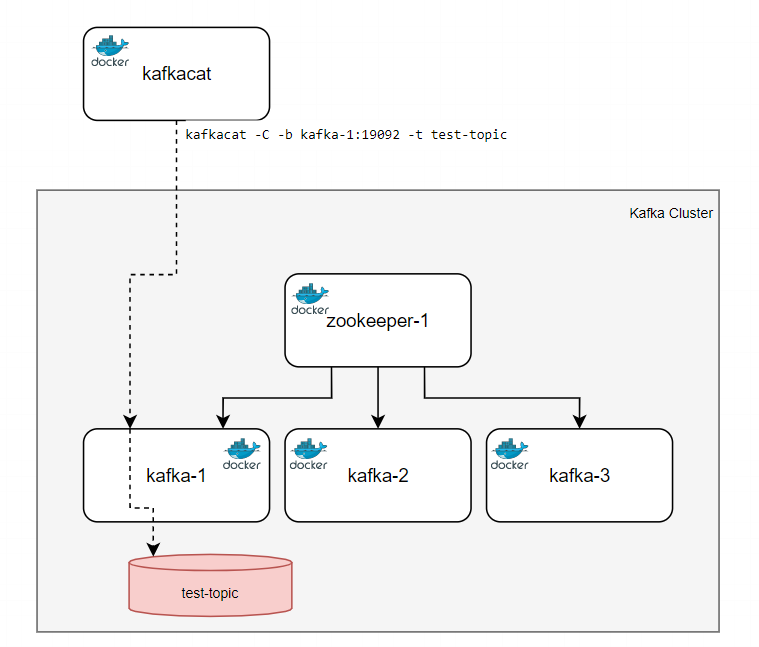 docker
kafkacat
kafkacat -C -b kafka-1:19092 -t test-topic
Kafka Cluster
docker
zookeeper-1
docker
kafka-1
docker
kafka-2
docker
kafka-3
test-topic